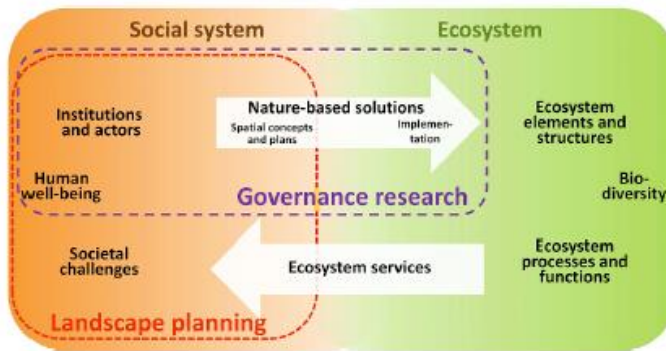 Social system
Ecosystem
Institutions
and actors
Nature-based solutions
Spatial concepts
and plans
Implemen-
tation
Ecosystem
elements and
structures
Human
well-being
Governance research
Bio-
diversity
Societal
challenges
Ecosystem services
Ecosystem
processes and
functions
Landscape planning